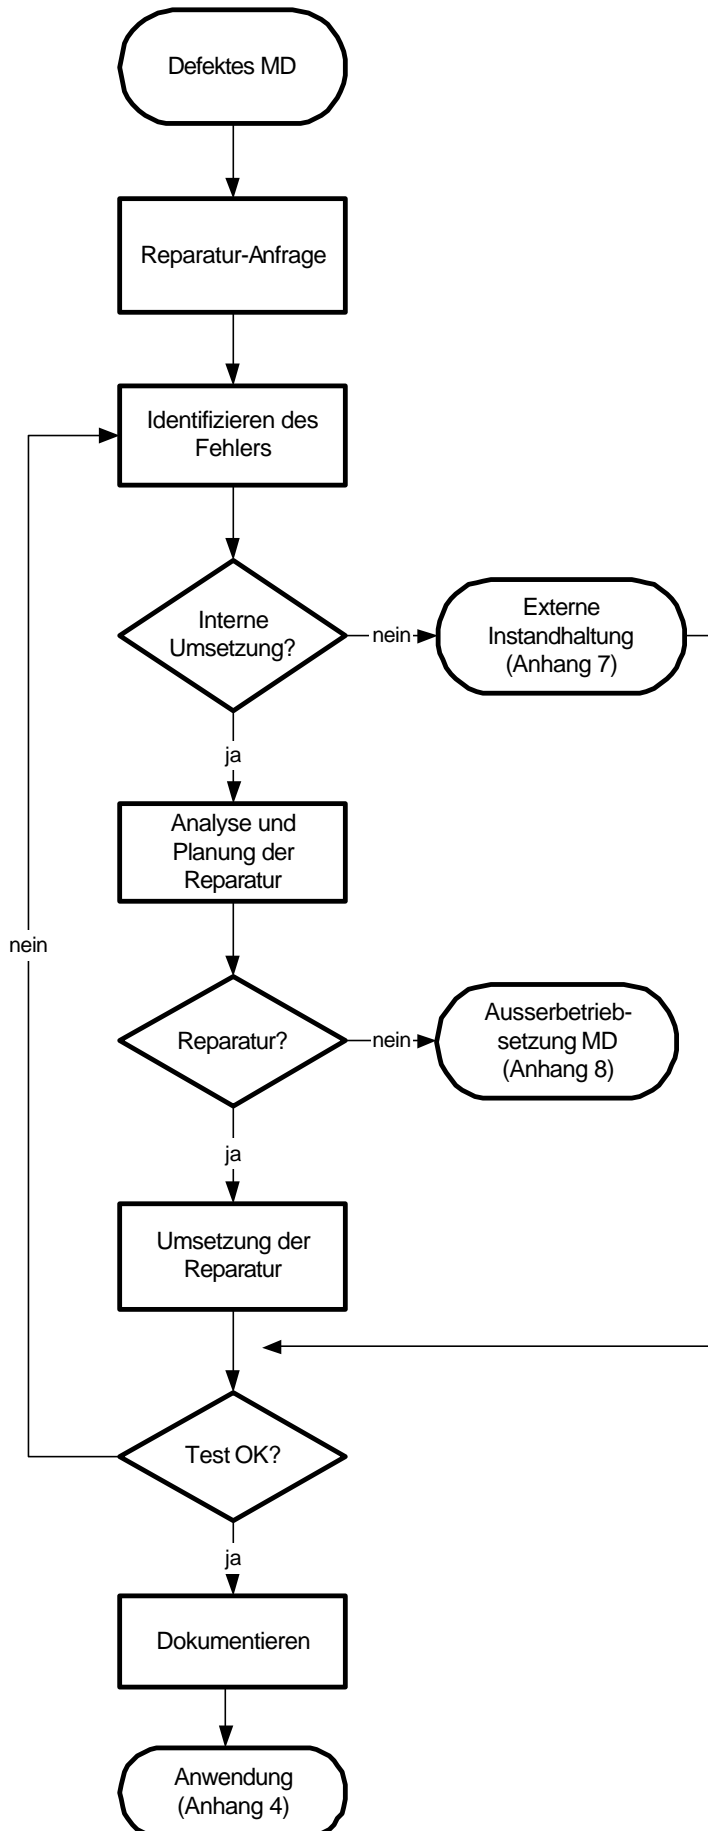 Defektes MD
Reparatur-Anfrage
Identifizieren des
Fehlers
Interne
Umsetzung?
nein
Externe
Instandhaltung
(Anhang 7)
ja
Analyse und
Planung der
Reparatur
nein
Reparatur?
nein
Ausserbetrieb-
setzung MD
(Anhang 8)
ja
Umsetzung der
Reparatur
Test OK?
ja
Dokumentieren
Anwendung
(Anhang 4)